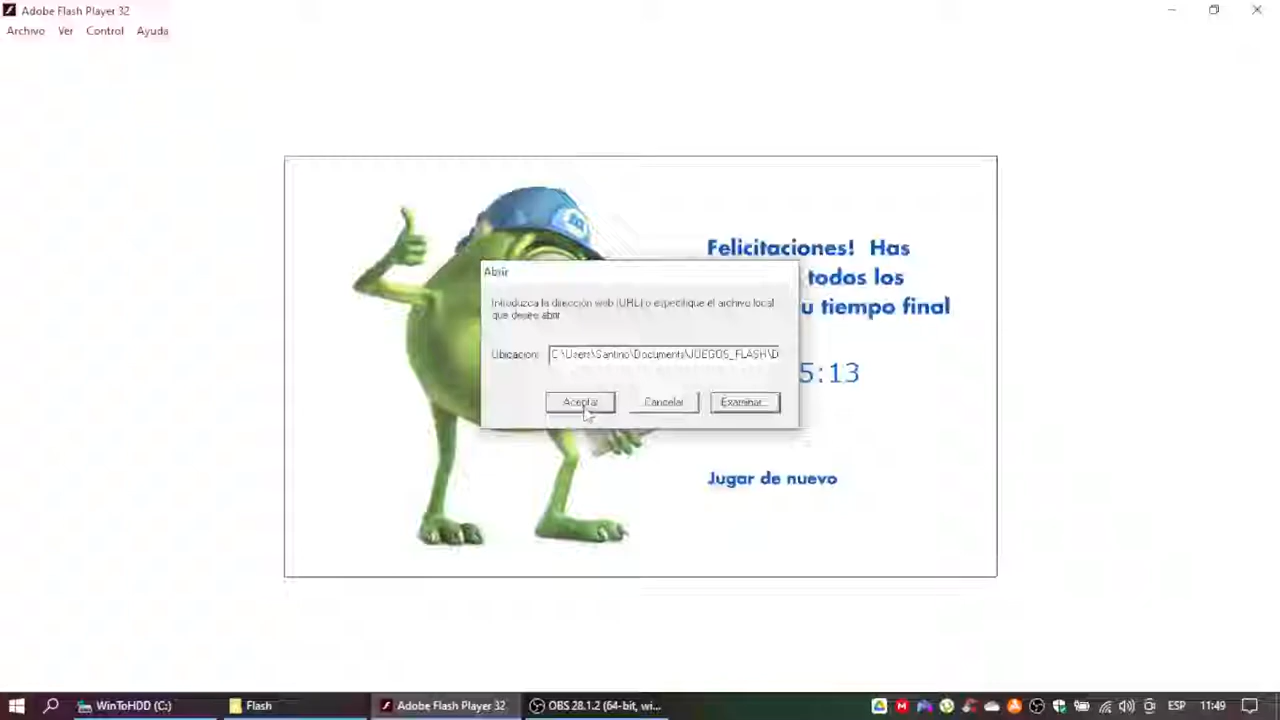 Adobe Flash Player 32
Archivo Ver Control Ayuda
Felicitaciones! Has
todos los
u tiempo final
5:13
Jugar de nuevo
Abrir
Introduzca la dirección web (URL) o especifique el archivo local
que desee abrir
Ubicación: C:\Users\Santino\Documents\JUEGOS_FLASH\D
Aceptar Cancelar Examinar...
WinToHDD (C:) Flash Adobe Flash Player 32 OBS 28.1.2 (64-bit, wi... ESP 11:49